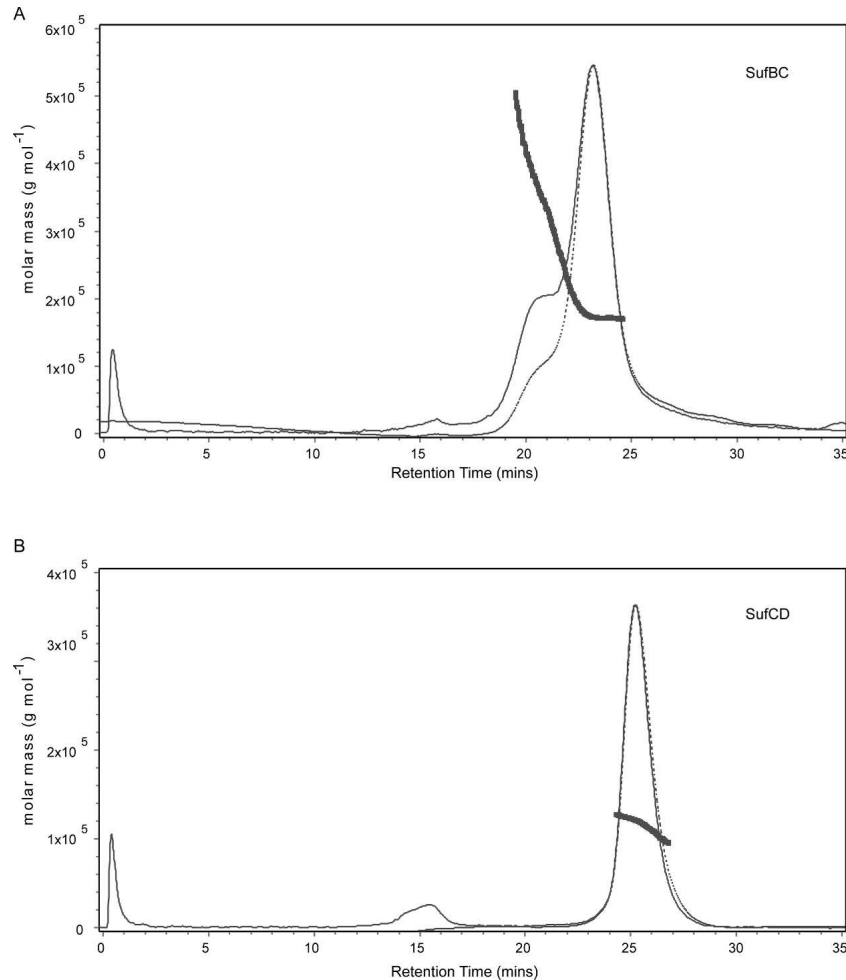 A
6x10 5
SufBC
5x10 5
4x10 5
3x10 5
2x10 5
1x10 5
0
molar mass (g mol-1)
0 5 10 15 20 25 30 35
Retention Time (mins)
B
4x10 5
SufCD
3x10 5
2x10 5
1x10 5
0
molar mass (g mol-1)
0 5 10 15 20 25 30 35
Retention Time (mins)